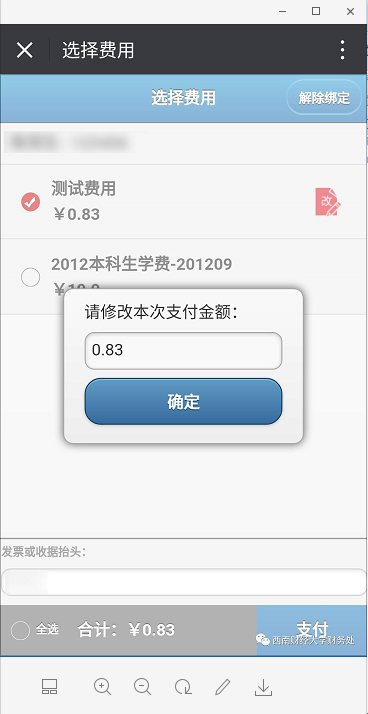 选择费用
选择费用
解除绑定
测试费用
￥0.83
改
2012本科生学费-201209
请修改本次支付金额：
0.83
确定
发票或收据抬头：
全选
合计：￥0.83
支付
西南财经大学财务处